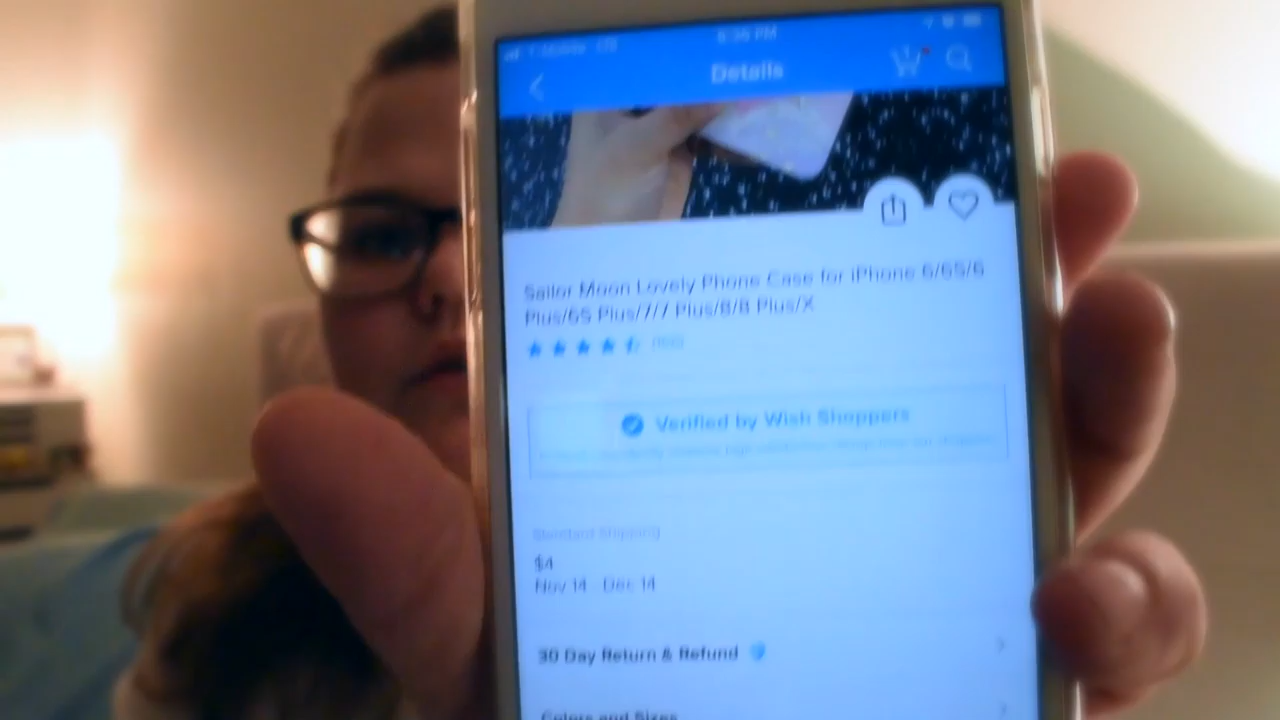 Details
Sailor Moon Lovely Phone Case for iPhone 6/6S/6
Plus/6S Plus/7/7 Plus/8/8 Plus/X
Verified by Wish Shoppers
Standard Shipping
$4
Nov 14 - Dec 14
30 Day Return & Refund
Colors and Sizes